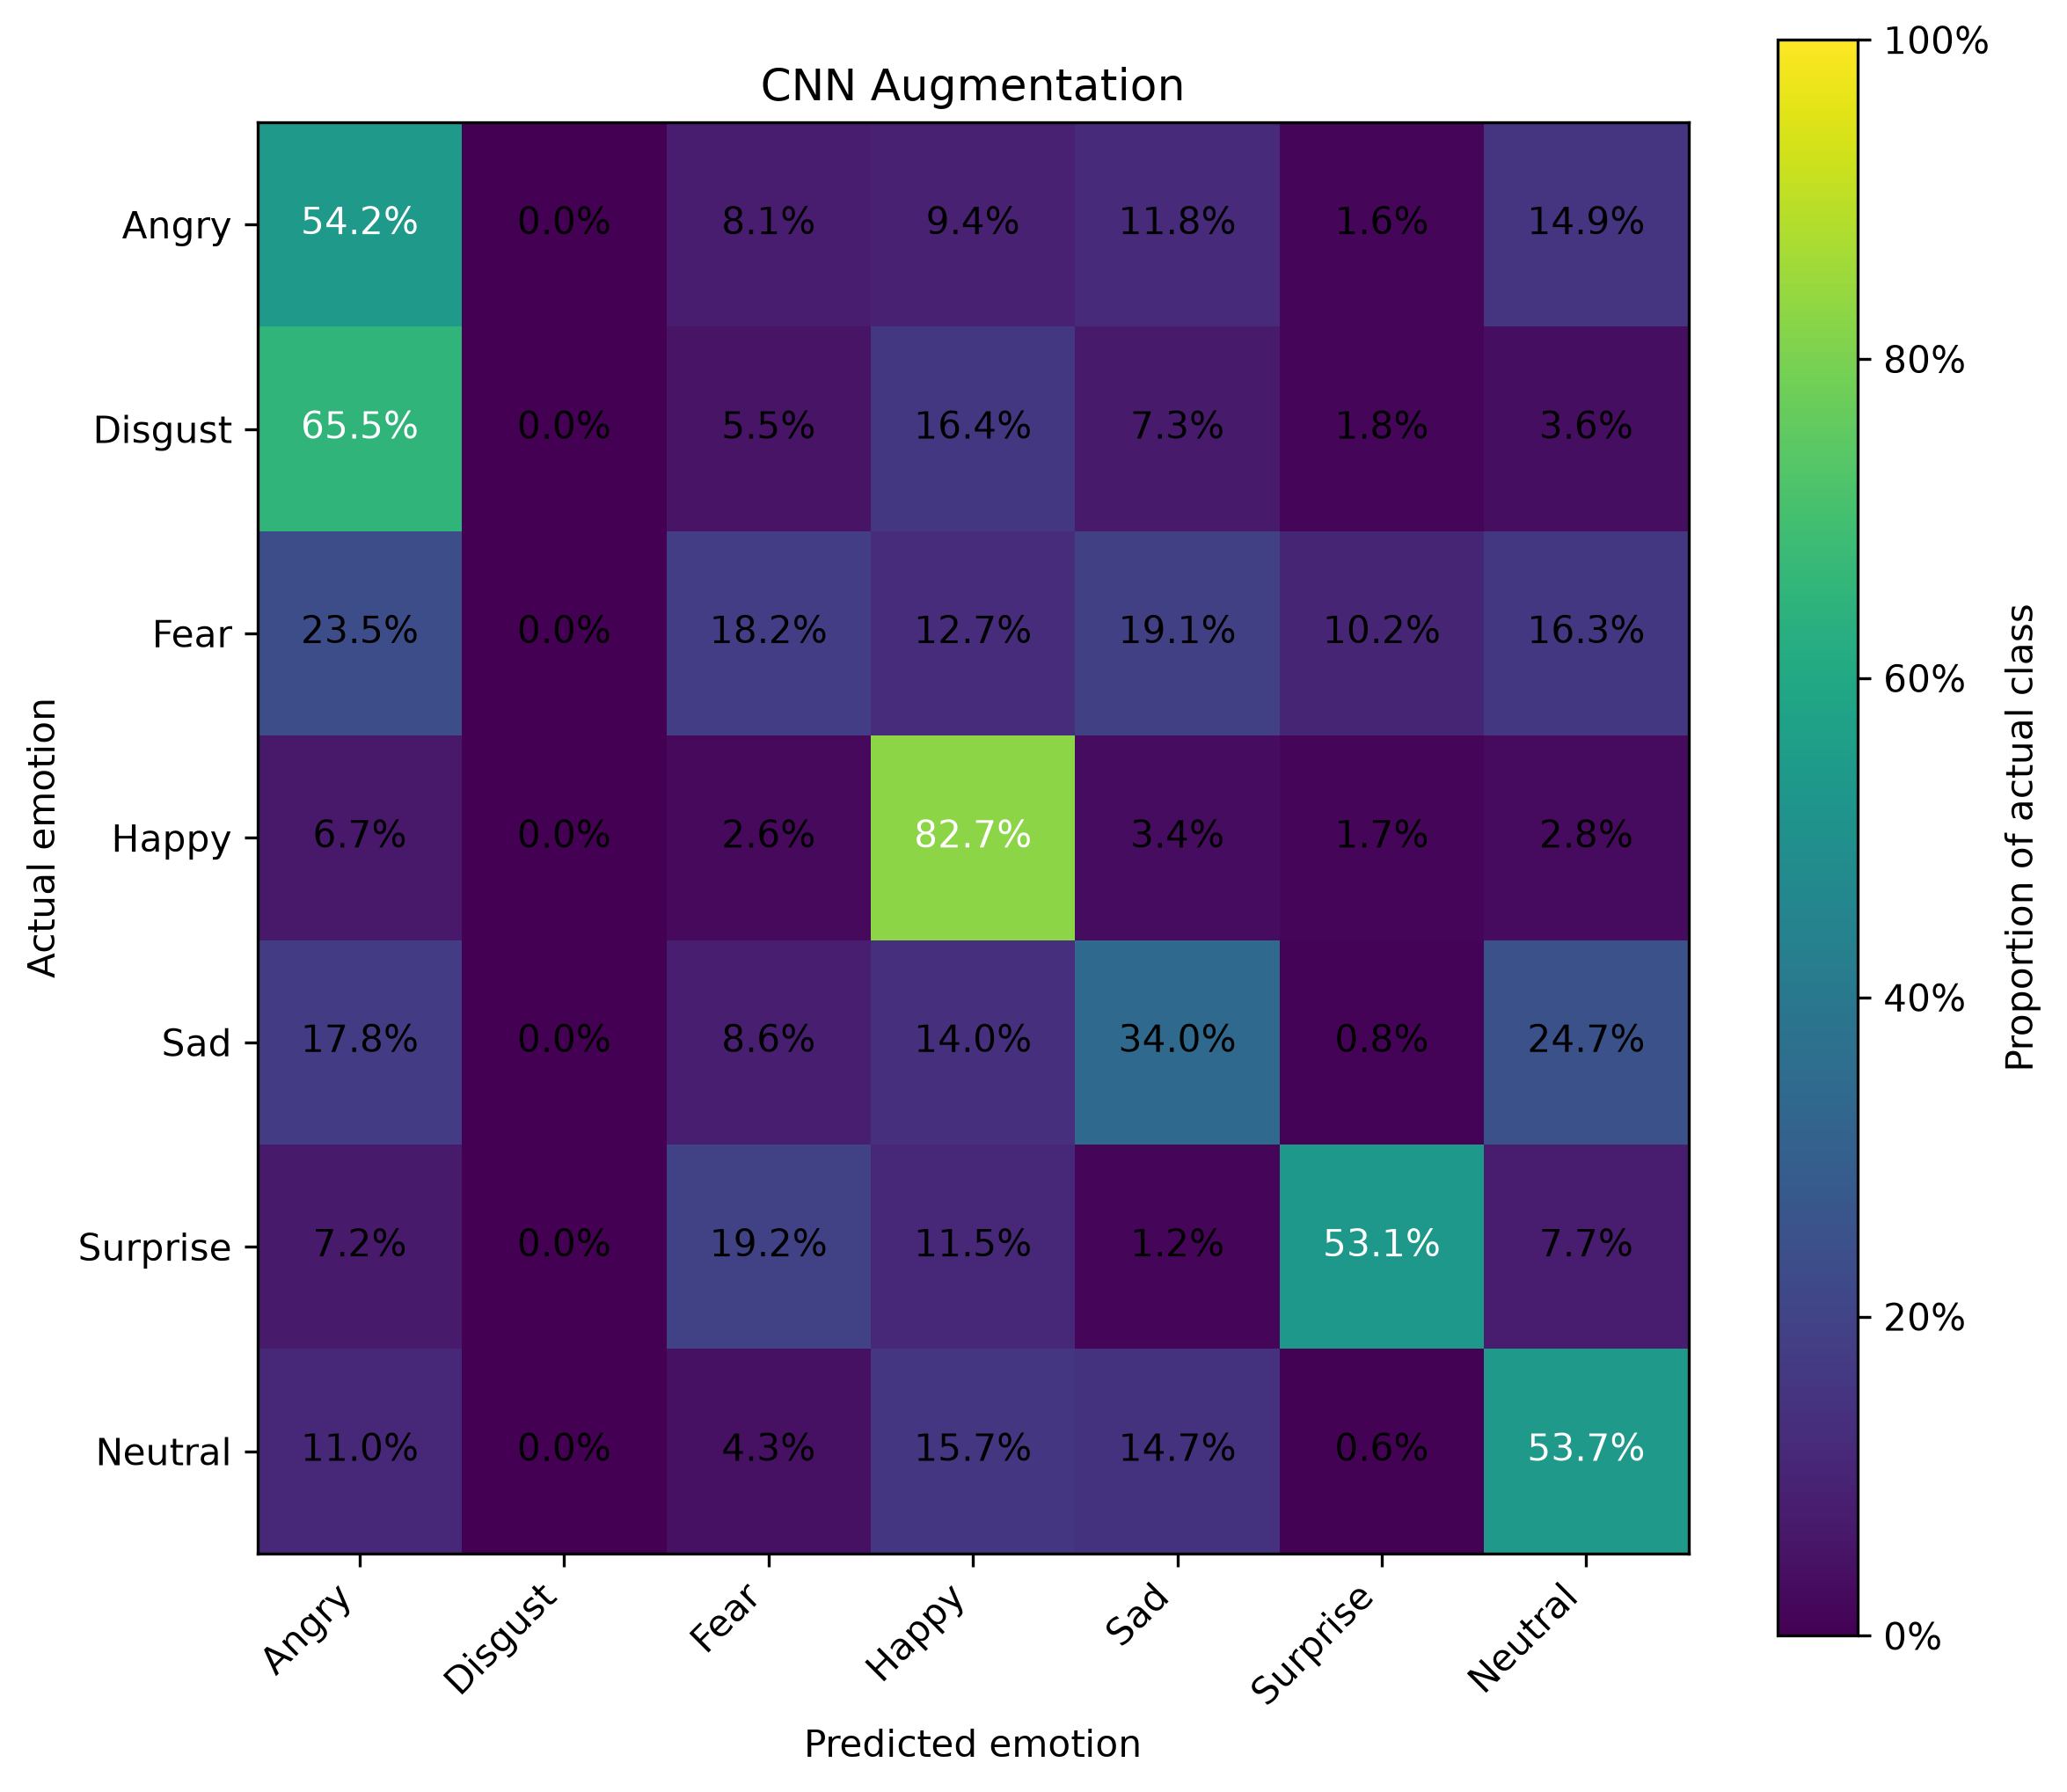 CNN Augmentation
Angry 54.2% 0.0% 8.1% 9.4% 11.8% 1.6% 14.9%
Disgust 65.5% 0.0% 5.5% 16.4% 7.3% 1.8% 3.6%
Fear 23.5% 0.0% 18.2% 12.7% 19.1% 10.2% 16.3%
Happy 6.7% 0.0% 2.6% 82.7% 3.4% 1.7% 2.8%
Sad 17.8% 0.0% 8.6% 14.0% 34.0% 0.8% 24.7%
Surprise 7.2% 0.0% 19.2% 11.5% 1.2% 53.1% 7.7%
Neutral 11.0% 0.0% 4.3% 15.7% 14.7% 0.6% 53.7%
Angry Disgust Fear Happy Sad Surprise Neutral
Predicted emotion
Actual emotion
100%
80%
60%
40%
20%
0%
Proportion of actual class